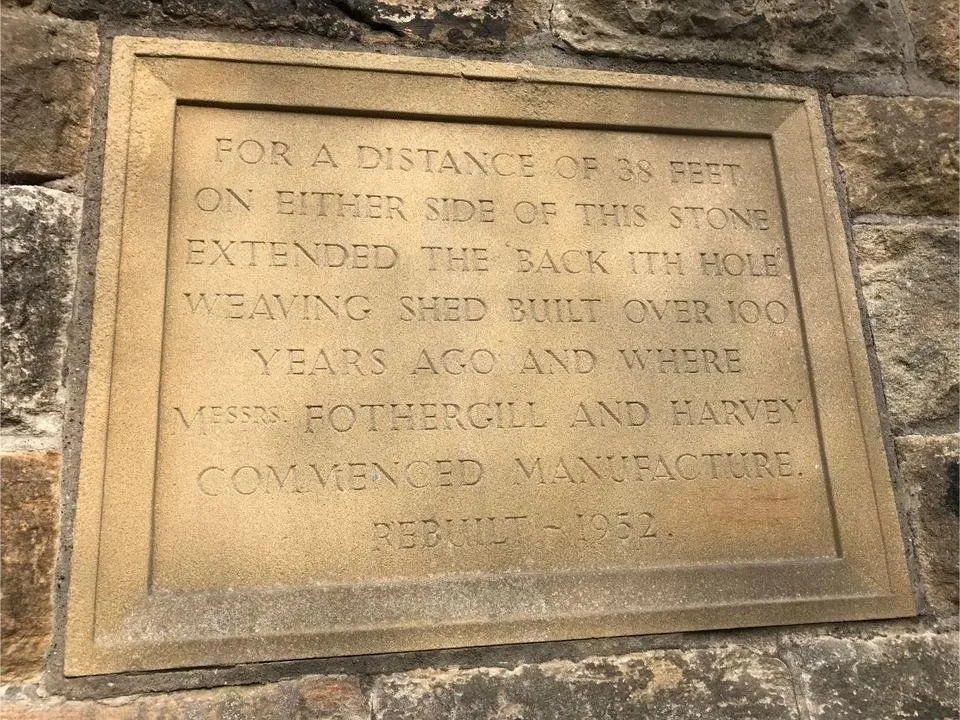 FOR A DISTANCE OF 38 FEET
ON EITHER SIDE OF THIS STONE
EXTENDED THE 'BACK ITH HOLE'
WEAVING SHED BUILT OVER 100
YEARS AGO AND WHERE
MESSRS. FOTHERGILL AND HARVEY
COMMENCED MANUFACTURE.
REBUILT ~ 1952.